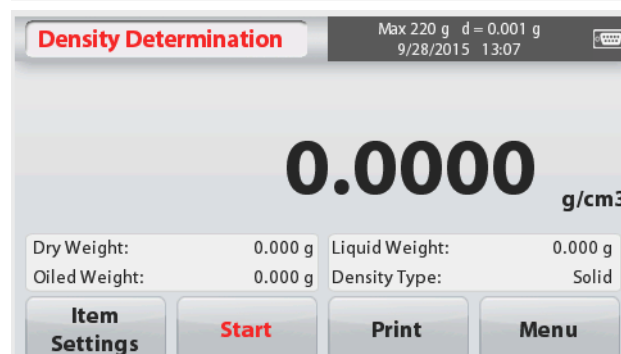 Density Determination
Max 220 g d = 0.001 g
9/28/2015 13:07
0.0000
g/cm3
Dry Weight: 0.000 g Liquid Weight: 0.000 g
Oiled Weight: 0.000 g Density Type: Solid
Item
Settings
Start
Print
Menu